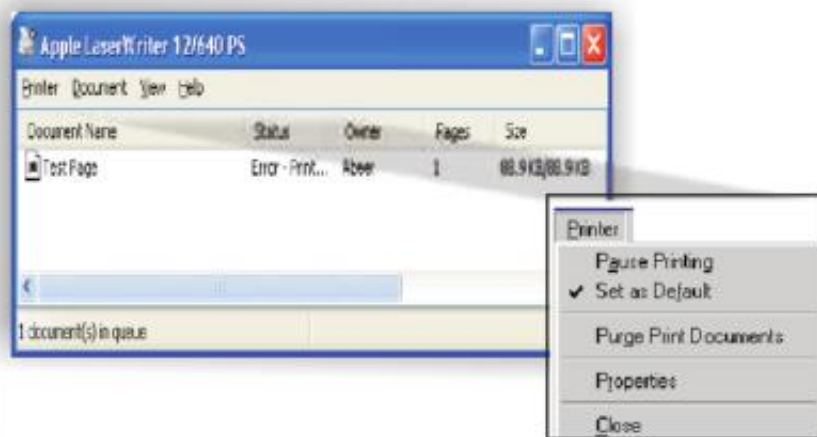 Apple LaserWriter 12/640 PS
Printer Document View Help
Document Name Status Owner Pages Size
Test Page Error - Print... Abeer 1 68.9 KB/68.9 KB
1 document(s) in queue
Printer
Pause Printing
✔ Set as Default
Purge Print Documents
Properties
Close